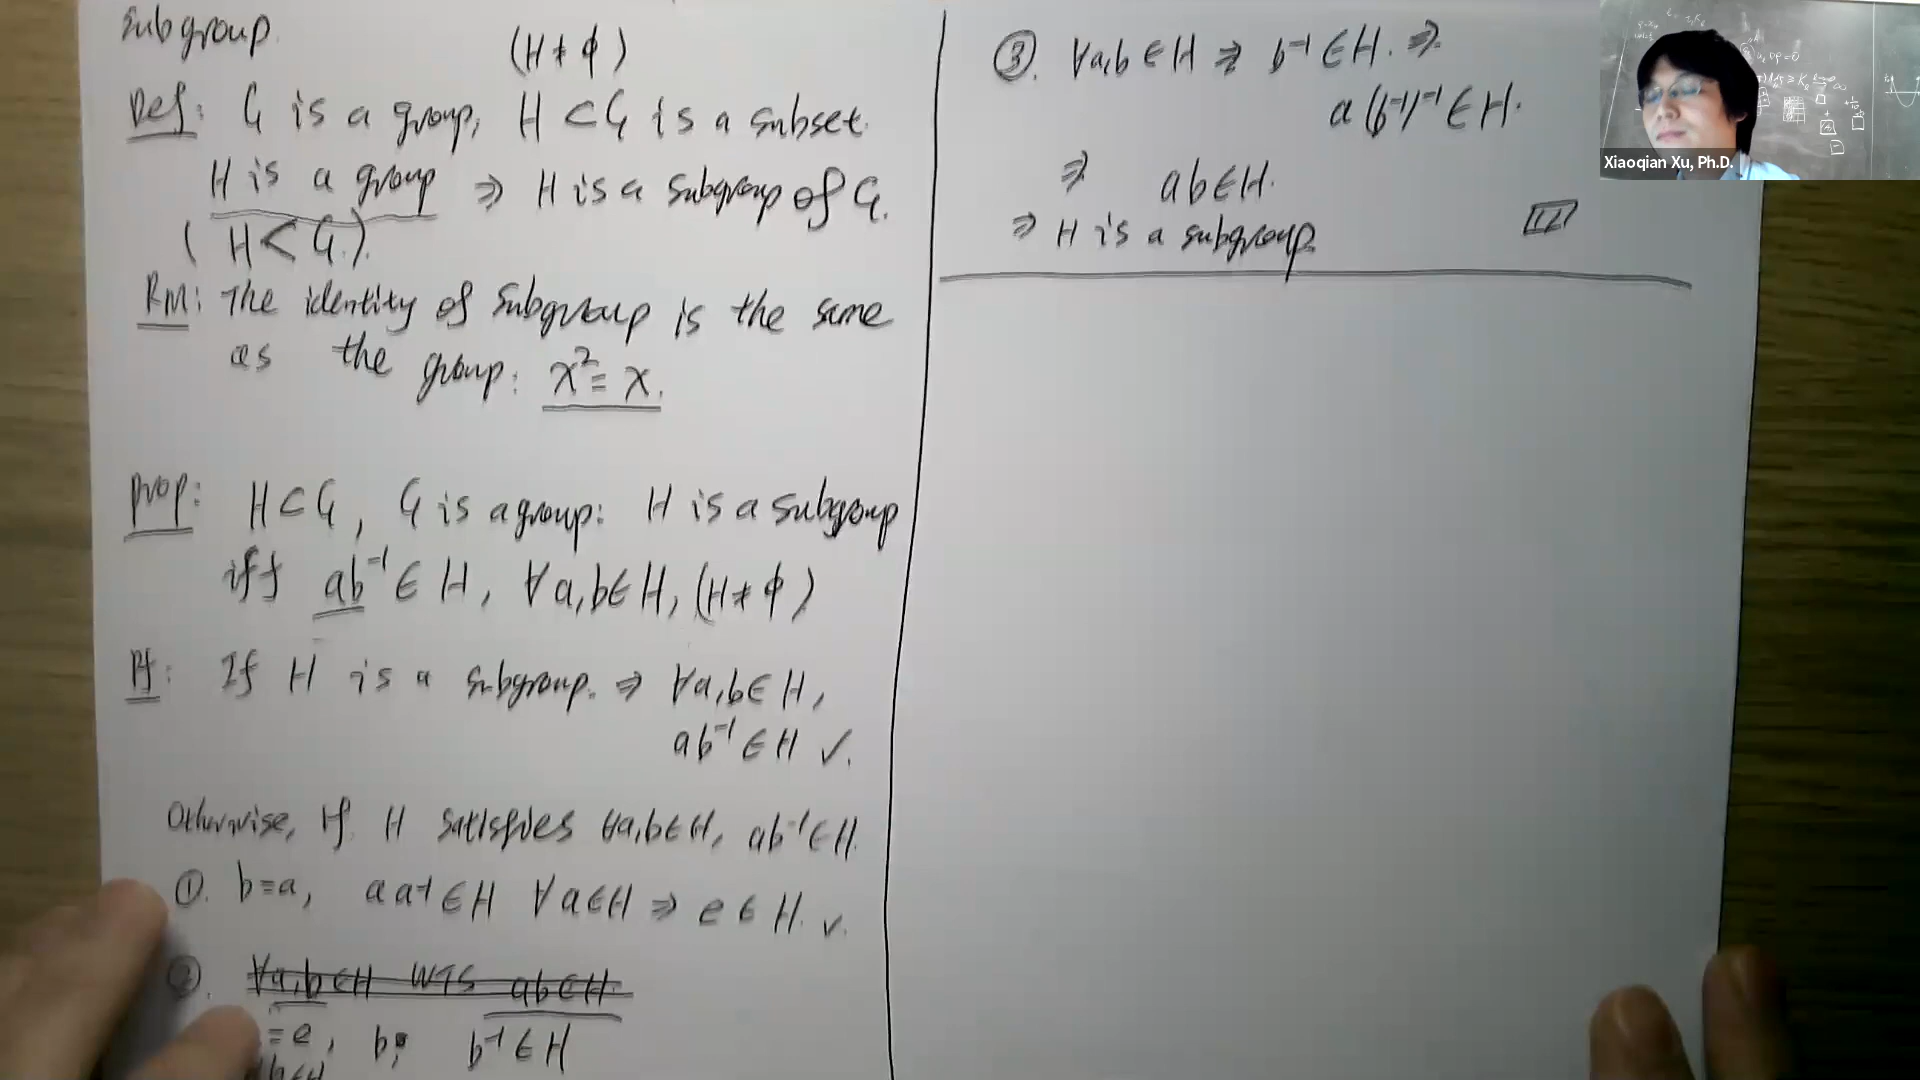 Subgroup.
(H ≠ ϕ)
Def: G is a group, H ⊂ G is a subset.
H is a group ⇒ H is a subgroup of G.
( H < G ).
RM: The identity of subgroup is the same
as the group: x² = x.
Prop: H ⊂ G, G is a group: H is a subgroup
iff ab⁻¹ ∈ H, ∀a,b ∈ H, (H ≠ ϕ)
Pf: If H is a subgroup. ⇒ ∀a,b ∈ H,
ab⁻¹ ∈ H ✓.
Otherwise, if H satisfies ∀a,b∈H, ab⁻¹∈H.
①. b=a, aa⁻¹ ∈ H ∀a∈H ⇒ e ∈ H. ✓.
②. ∀a,b∈H WTS ab∈H.
=e, b; b⁻¹ ∈ H
③. ∀a,b ∈ H ⇒ b⁻¹ ∈ H. ⇒
a(b⁻¹)⁻¹ ∈ H.
⇒ ab∈H.
⇒ H is a subgroup.
Xiaoqian Xu, Ph.D.